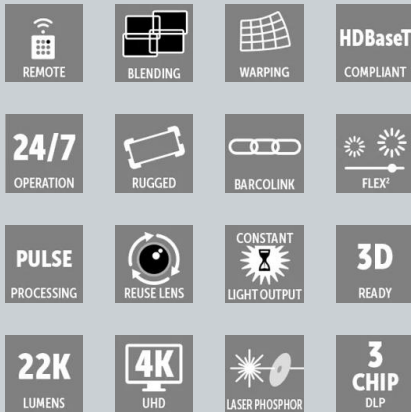 REMOTE
BLENDING
WARPING
HDBaseT
COMPLIANT
24/7
OPERATION
RUGGED
BARCOLINK
FLEX²
PULSE
PROCESSING
REUSE LENS
CONSTANT
LIGHT OUTPUT
3D
READY
22K
LUMENS
4K
UHD
LASER PHOSPHOR
3
CHIP
DLP